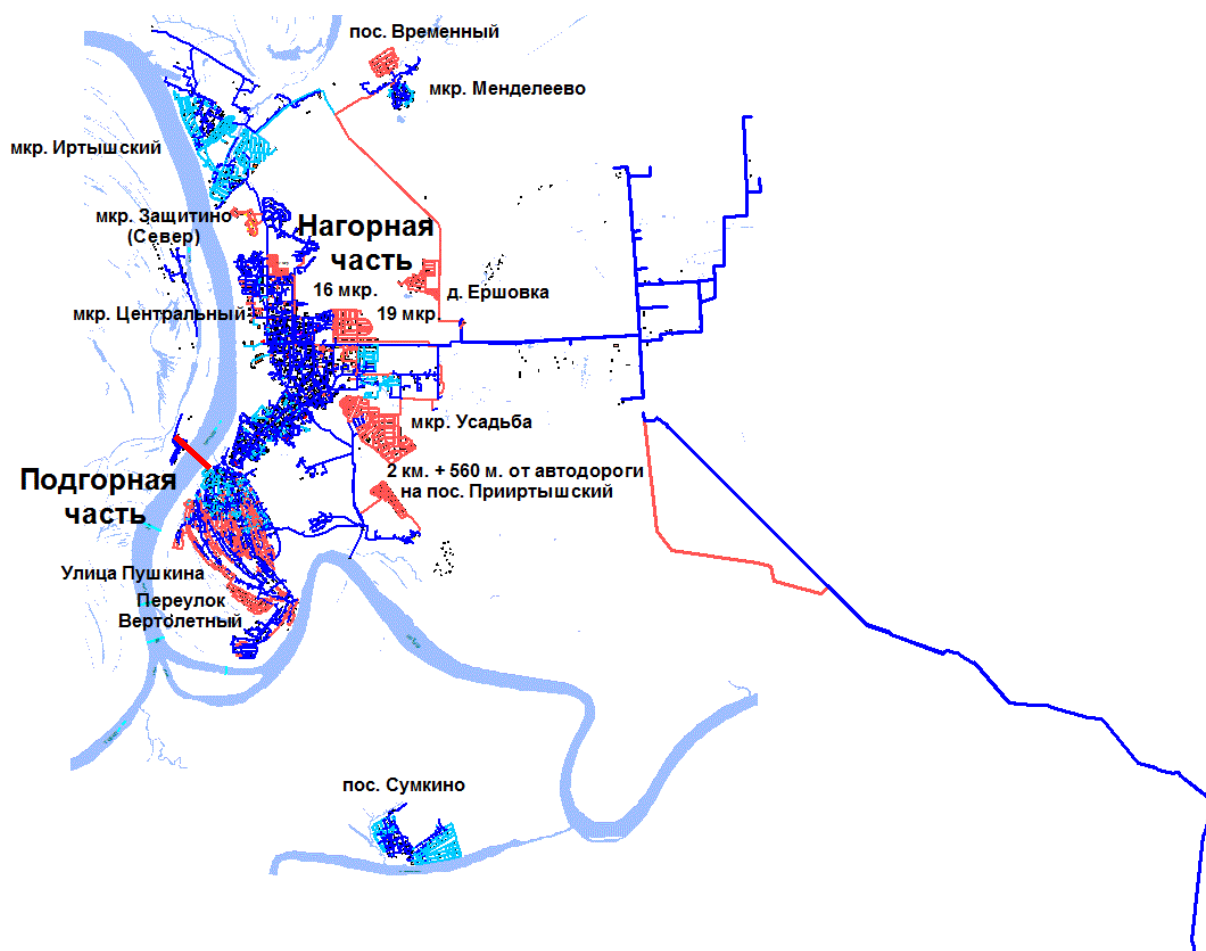 пос. Временный
мкр. Менделеево
мкр. Иртышский
мкр. Защитино
(Север)
Нагорная
часть
16 мкр.
д. Ершовка
мкр. Центральный
19 мкр.
мкр. Усадьба
2 км. + 560 м. от автодороги
на пос. Прииртышский
Подгорная
часть
Улица Пушкина
Переулок
Вертолетный
пос. Сумкино